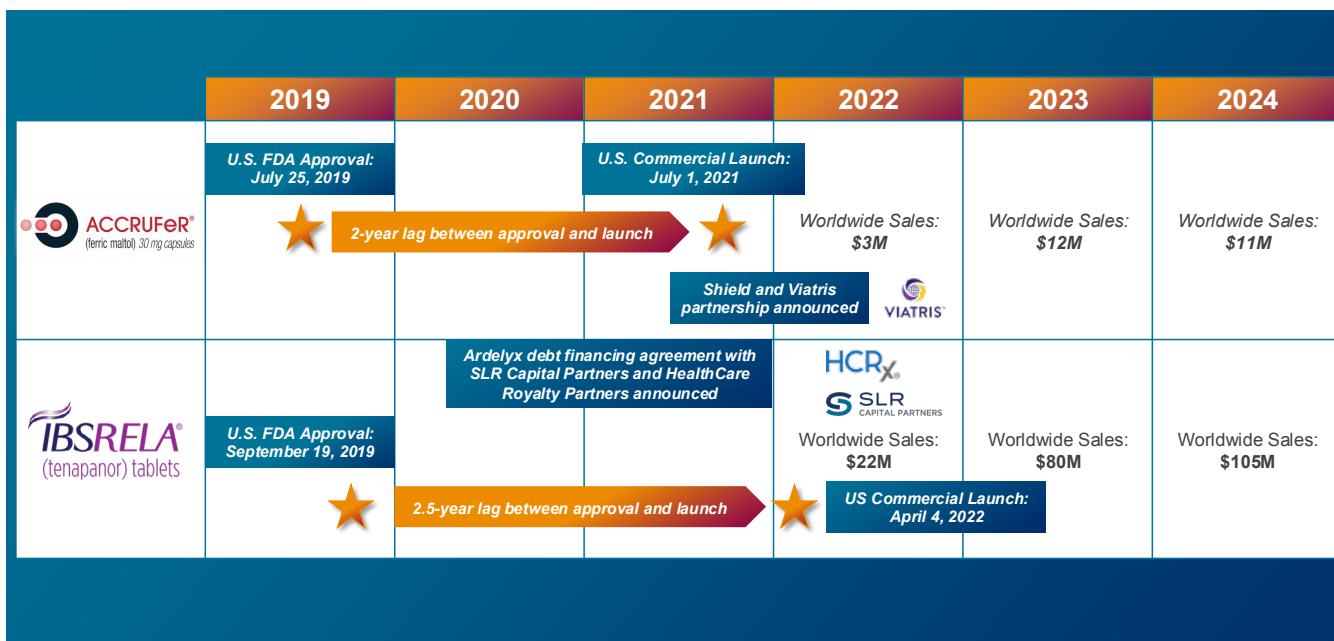 2019
2020
2021
2022
2023
2024
ACCRUFeR®
(ferric maltol) 30 mg capsules
U.S. FDA Approval:
July 25, 2019
2-year lag between approval and launch
U.S. Commercial Launch:
July 1, 2021
Shield and Viatris
partnership announced
VIATRIS™
Worldwide Sales:
$3M
Worldwide Sales:
$12M
Worldwide Sales:
$11M
IBSRELA®
(tenapanor) tablets
U.S. FDA Approval:
September 19, 2019
Ardelyx debt financing agreement with
SLR Capital Partners and HealthCare
Royalty Partners announced
HCRx®
SLR
CAPITAL PARTNERS
2.5-year lag between approval and launch
Worldwide Sales:
$22M
US Commercial Launch:
April 4, 2022
Worldwide Sales:
$80M
Worldwide Sales:
$105M